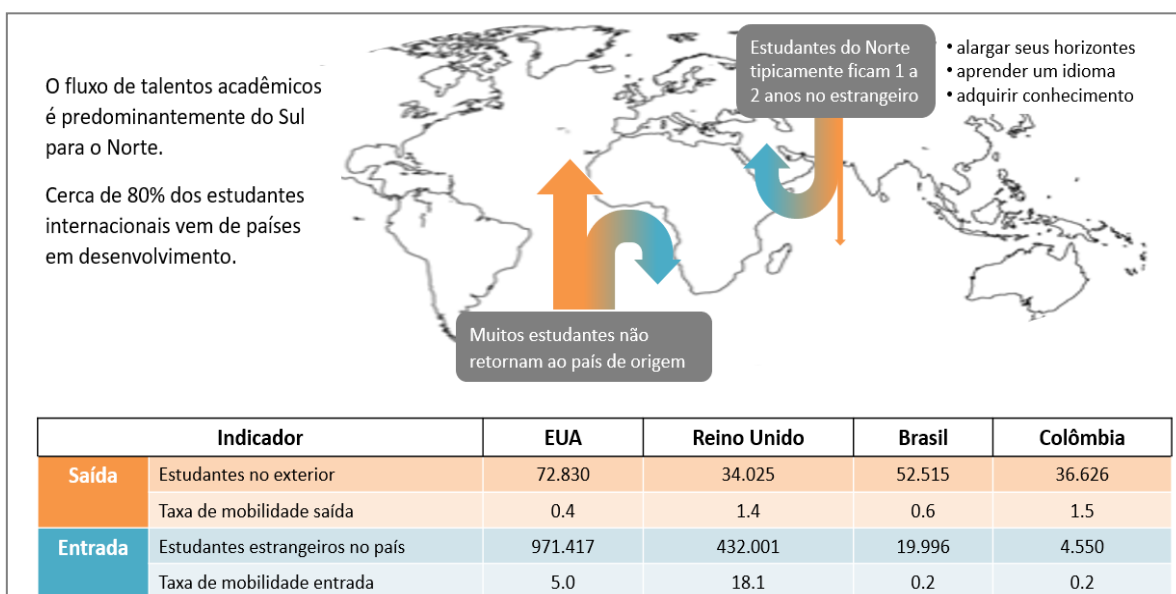 O fluxo de talentos acadêmicos
é predominantemente do Sul
para o Norte.
Cerca de 80% dos estudantes
internacionais vem de países
em desenvolvimento.
Estudantes do Norte
tipicamente ficam 1 a
2 anos no estrangeiro
• alargar seus horizontes
• aprender um idioma
• adquirir conhecimento
Muitos estudantes não
retornam ao país de origem
Indicador EUA Reino Unido Brasil Colômbia
Saída Estudantes no exterior 72.830 34.025 52.515 36.626
Taxa de mobilidade saída 0.4 1.4 0.6 1.5
Entrada Estudantes estrangeiros no país 971.417 432.001 19.996 4.550
Taxa de mobilidade entrada 5.0 18.1 0.2 0.2